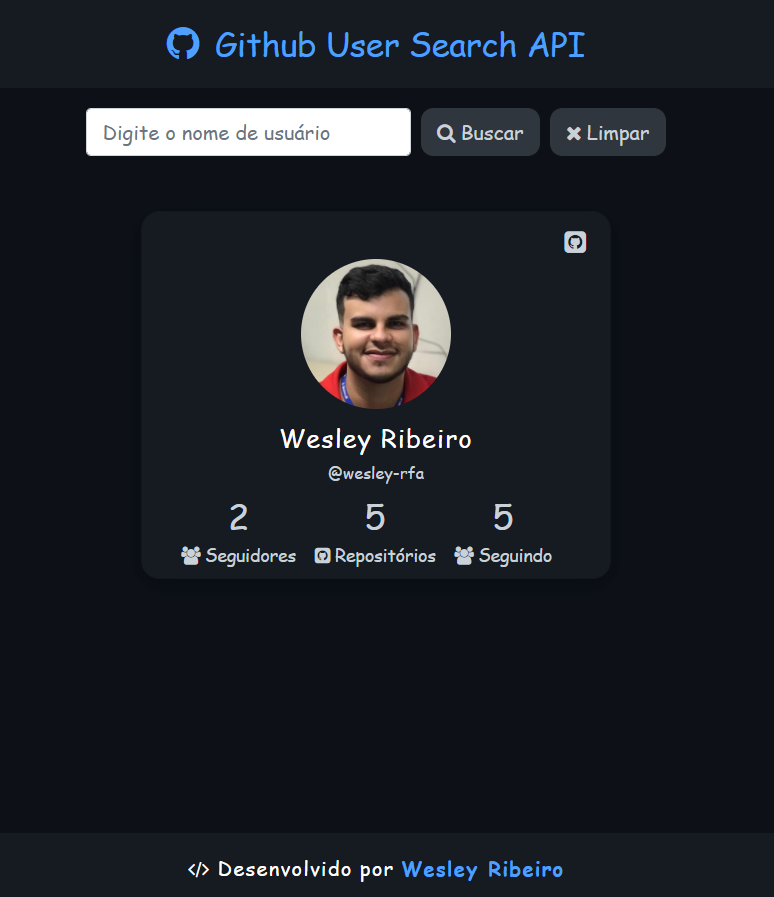 Github User Search API
Digite o nome de usuário
Buscar
Limpar
Wesley Ribeiro
@wesley-rfa
2 5 5
Seguidores Repositórios Seguindo
</> Desenvolvido por Wesley Ribeiro